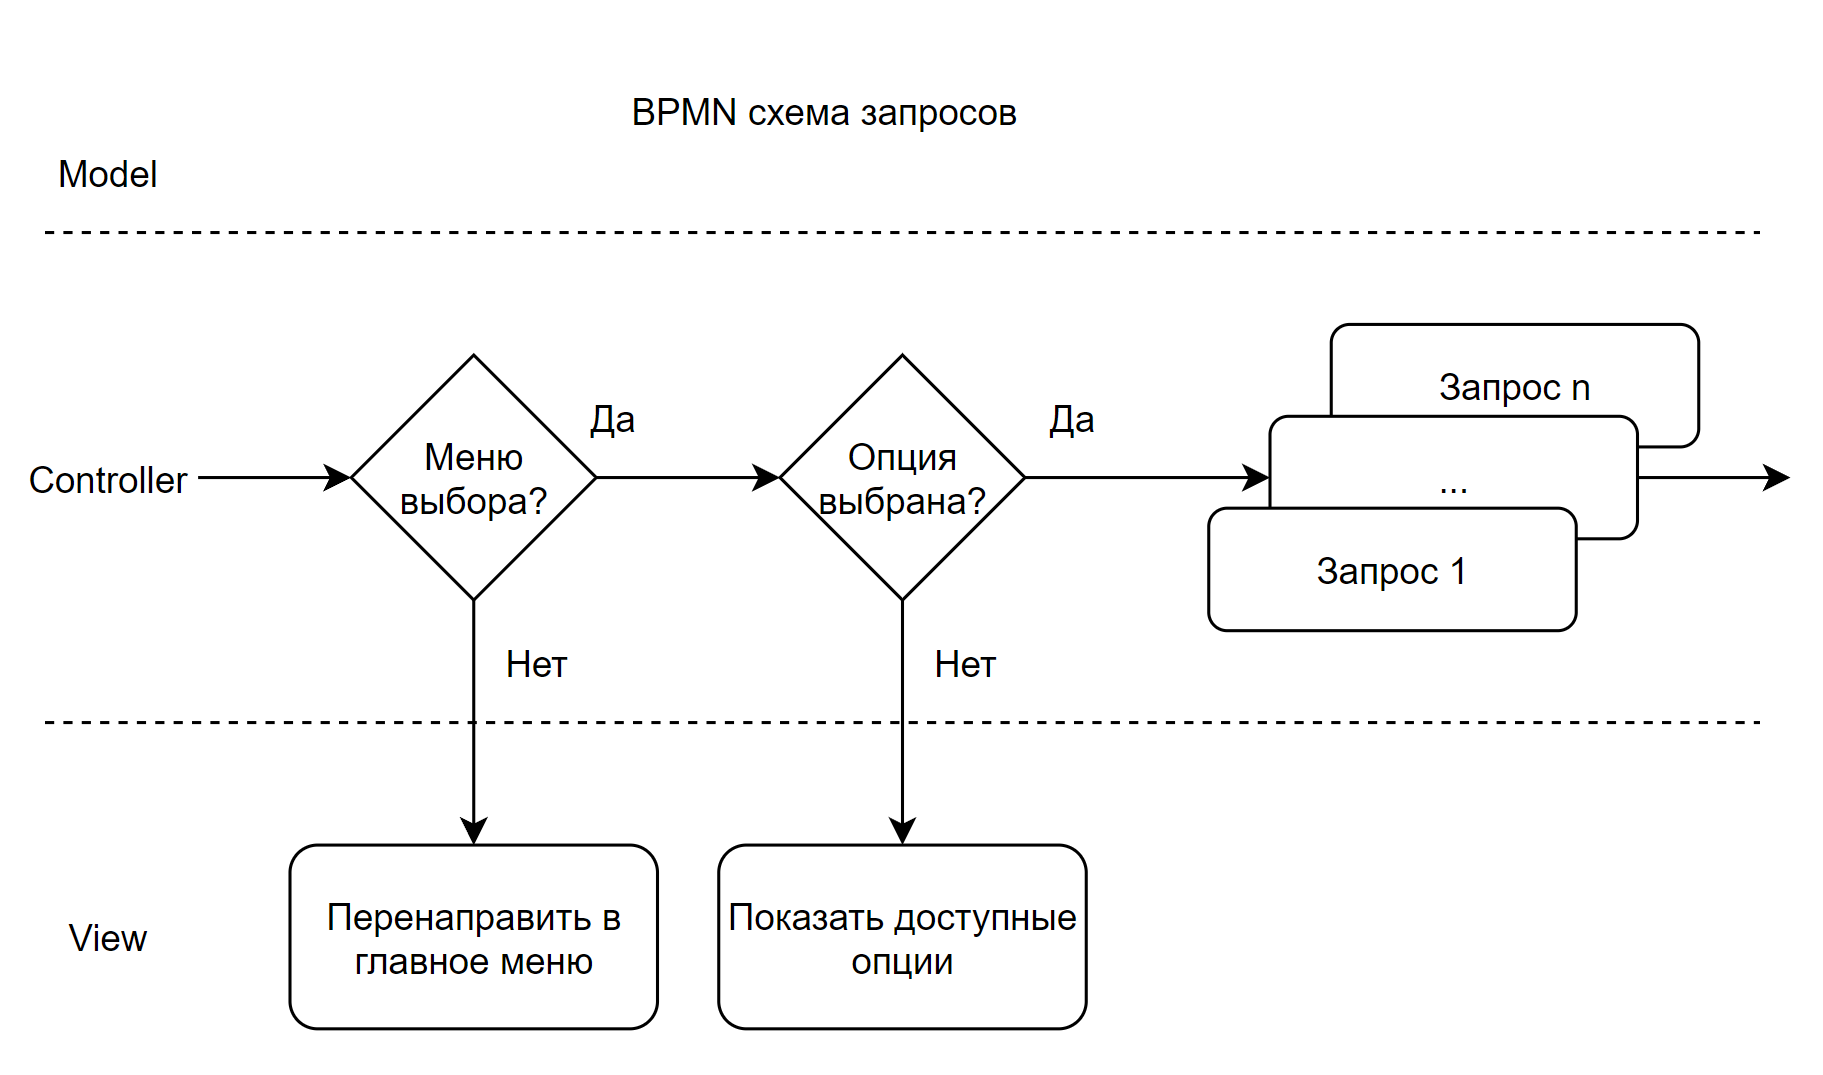 BPMN схема запросов
Model
Controller
Меню
выбора?
Да
Опция
выбрана?
Да
Запрос n
...
Запрос 1
Нет
Нет
View
Перенаправить в
главное меню
Показать доступные
опции